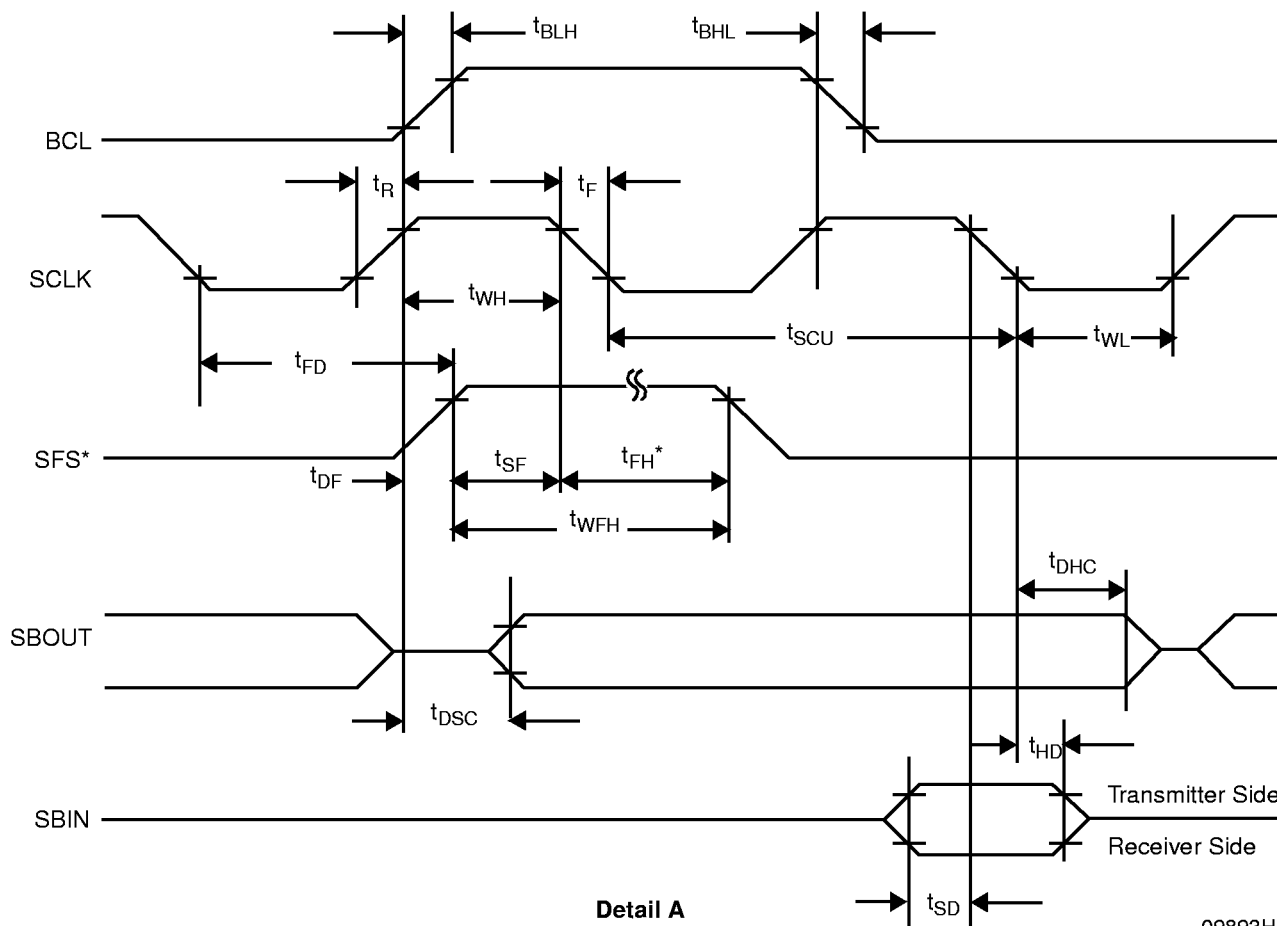 tBLH tBHL
BCL
tR tF
SCLK
tWH
tSCU tWL
tFD
SFS*
tDF tSF tFH*
tWFH
tDHC
SBOUT
tDSC
tHD
Transmitter Side
SBIN
Receiver Side
tSD
Detail A